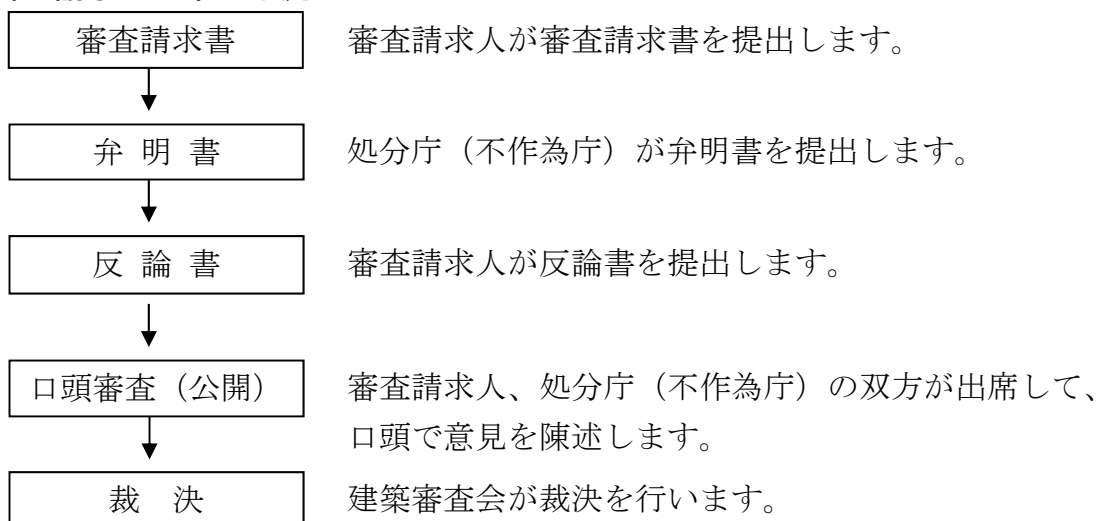 審査請求書 審査請求人が審査請求書を提出します。
弁 明 書 処分庁（不作為庁）が弁明書を提出します。
反 論 書 審査請求人が反論書を提出します。
口頭審査（公開） 審査請求人、処分庁（不作為庁）の双方が出席して、
口頭で意見を陳述します。
裁 決 建築審査会が裁決を行います。